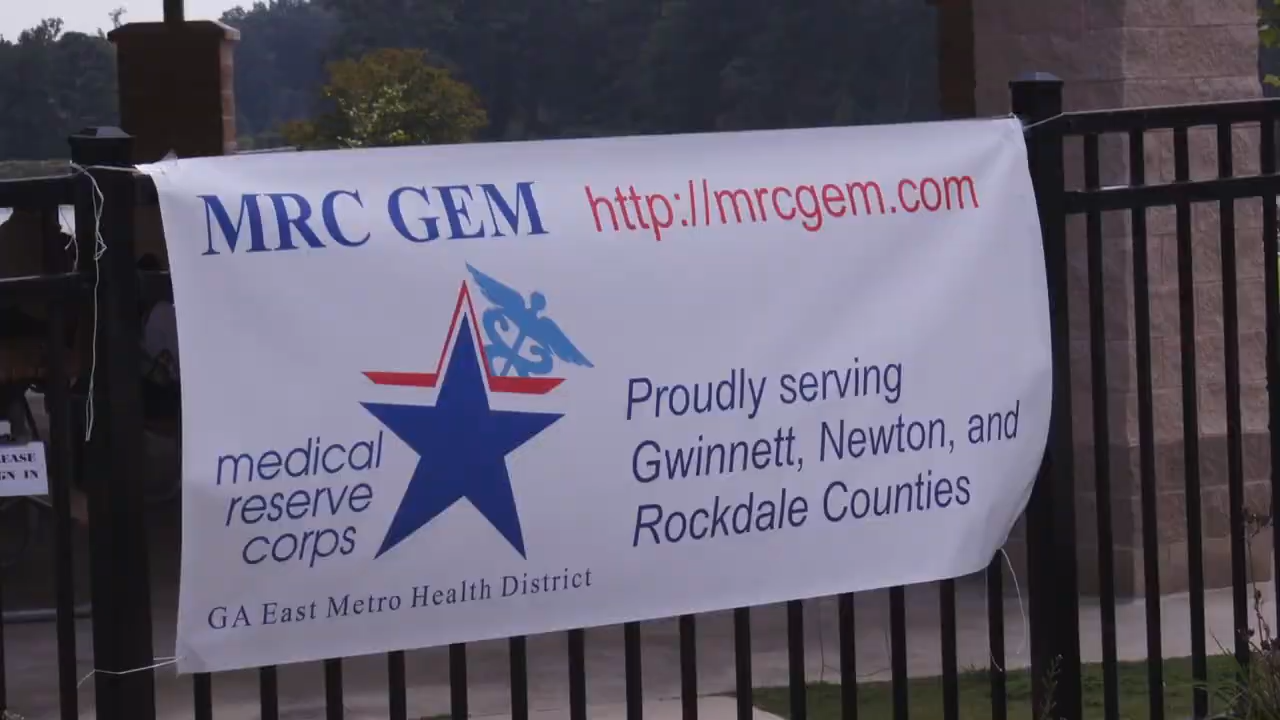 MRC GEM http://mrcgem.com
medical
reserve
corps
GA East Metro Health District
Proudly serving
Gwinnett, Newton, and
Rockdale Counties
IN